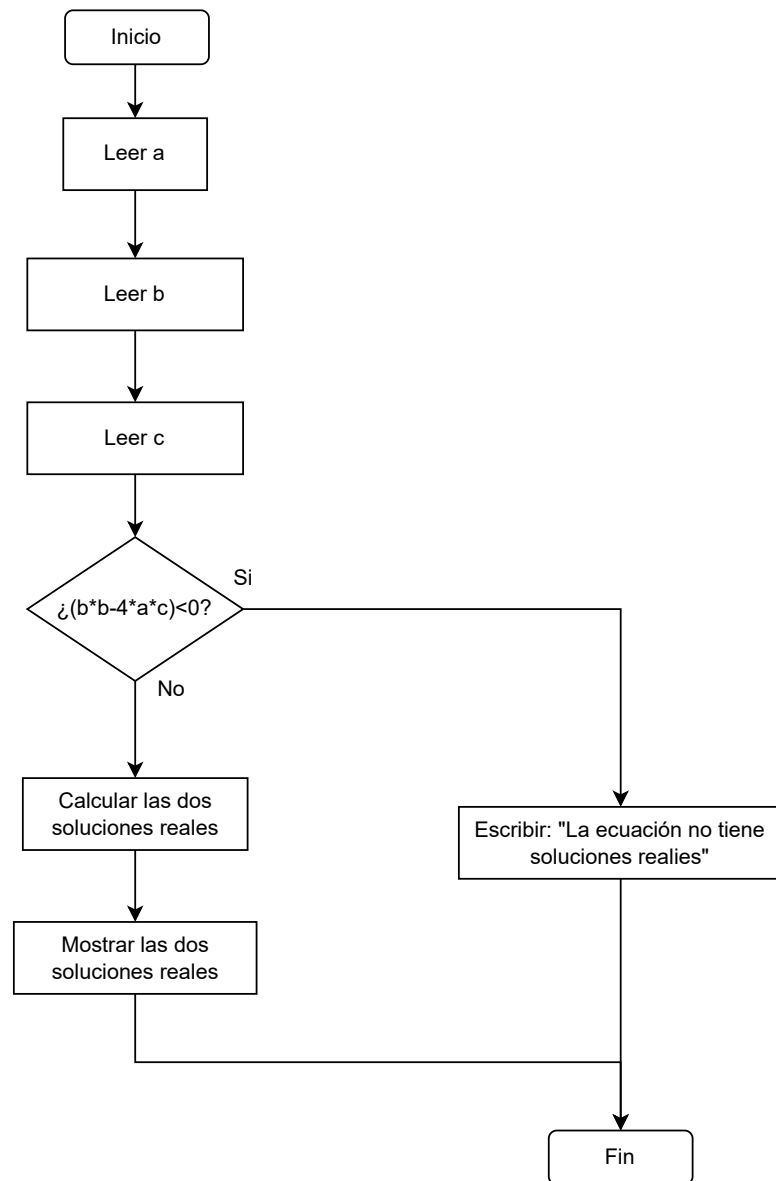 Inicio
Leer a
Leer b
Leer c
¿(b*b-4*a*c)<0?
Si
No
Calcular las dos
soluciones reales
Escribir: "La ecuación no tiene
soluciones realies"
Mostrar las dos
soluciones reales
Fin